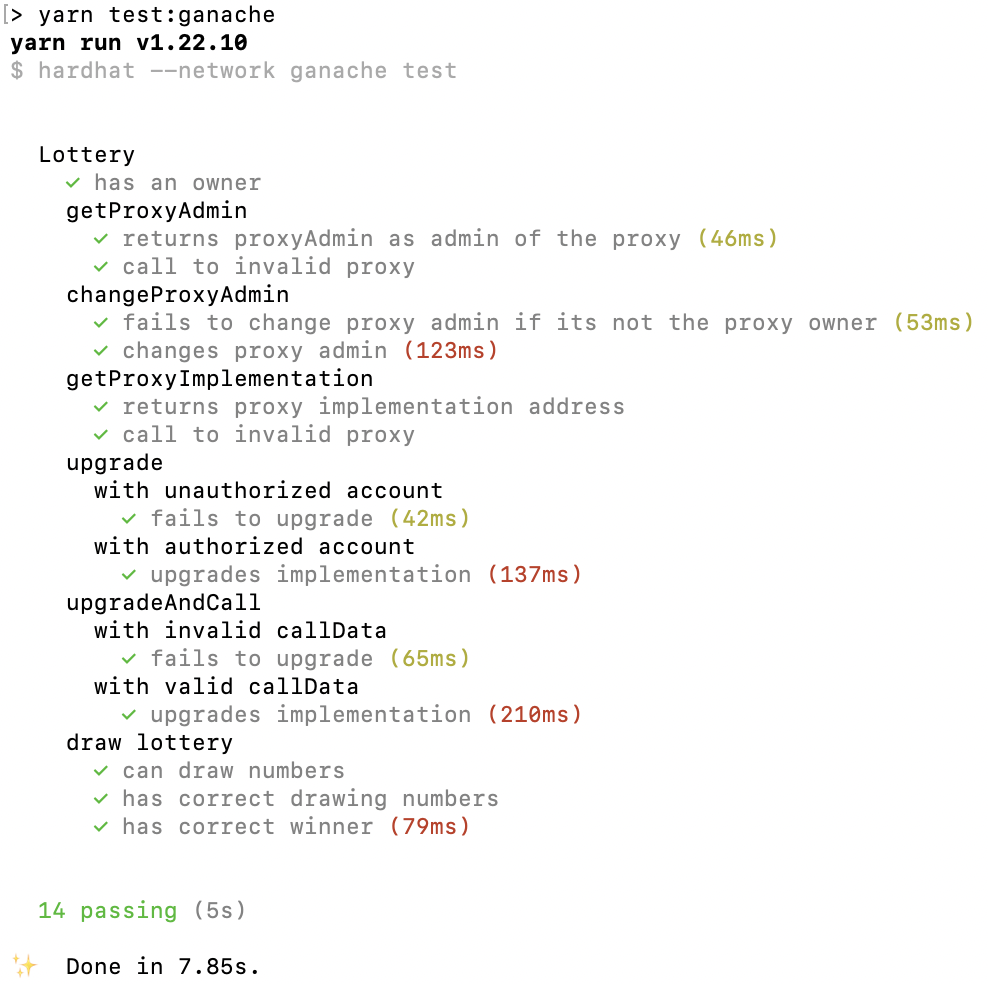 [> yarn test:ganache
yarn run v1.22.10
$ hardhat --network ganache test
Lottery
✓ has an owner
getProxyAdmin
✓ returns proxyAdmin as admin of the proxy (46ms)
✓ call to invalid proxy
changeProxyAdmin
✓ fails to change proxy admin if its not the proxy owner (53ms)
✓ changes proxy admin (123ms)
getProxyImplementation
✓ returns proxy implementation address
✓ call to invalid proxy
upgrade
with unauthorized account
✓ fails to upgrade (42ms)
with authorized account
✓ upgrades implementation (137ms)
upgradeAndCall
with invalid callData
✓ fails to upgrade (65ms)
with valid callData
✓ upgrades implementation (210ms)
draw lottery
✓ can draw numbers
✓ has correct drawing numbers
✓ has correct winner (79ms)
14 passing (5s)
✨ Done in 7.85s.